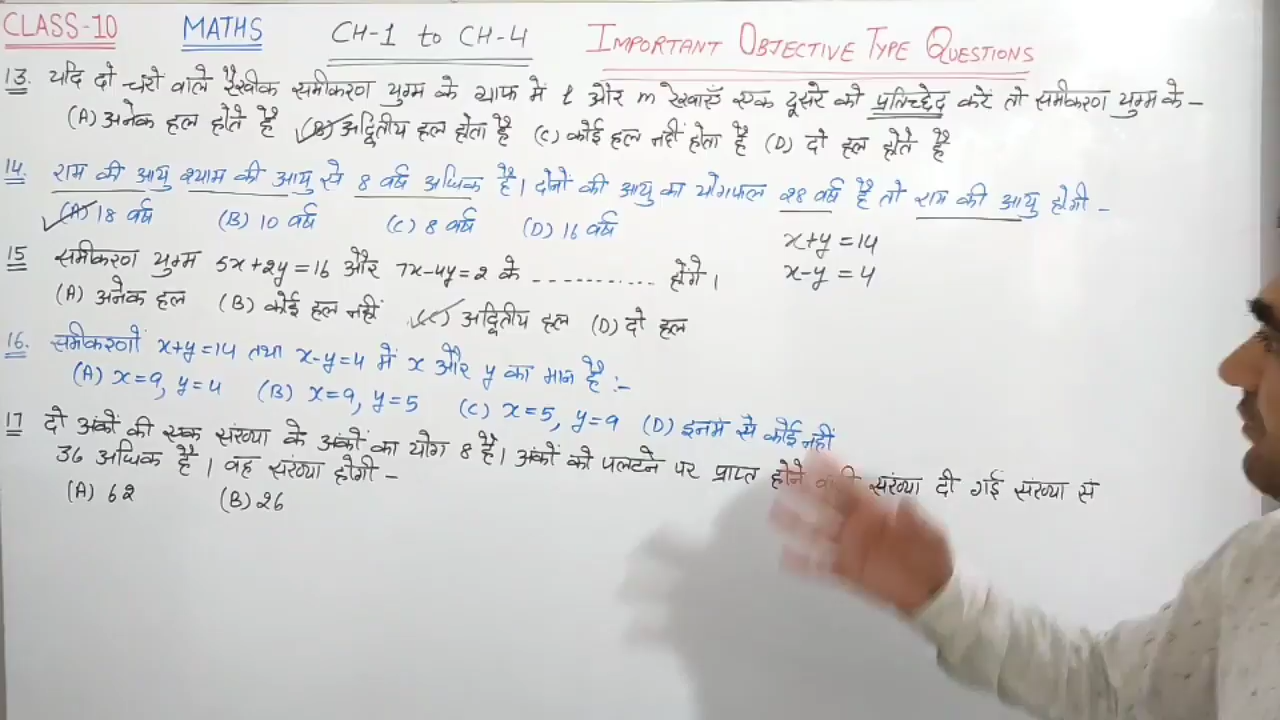 CLASS-10 MATHS CH-1 to CH-4 IMPORTANT OBJECTIVE TYPE QUESTIONS
13. यदि दो चरों वाले रैखीक समीकरण युग्म के ग्राफ में l और m रेखाएँ एक दूसरे को प्रतिच्छेद करें तो समीकरण युग्म के -
(A) अनेक हल होते है (B) अद्वितीय हल होता है (C) कोई हल नहीं होता है (D) दो हल होते है
14. राम की आयु श्याम की आयु से 8 वर्ष अधिक है। दोनों की आयु का योगफल २8 वर्ष है तो राम की आयु होगी -
(A) 18 वर्ष (B) 10 वर्ष (C) 8 वर्ष (D) 16 वर्ष
x+y=14
x-y=4
15 समीकरण युग्म 5x+2y=16 और 7x-4y=2 के ............ होंगे।
(A) अनेक हल (B) कोई हल नहीं (C) अद्वितीय हल (D) दो हल
16. समीकरणों x+y=14 तथा x-y=4 में x और y का मान है :-
(A) x=9, y=4 (B) x=9, y=5 (C) x=5, y=9 (D) इनमें से कोई नहीं
17 दो अंकों की एक संख्या के अंकों का योग 8 है। अंकों को पलटने पर प्राप्त होने संख्या दी गई संख्या से
36 अधिक है। वह संख्या होगी -
(A) 62 (B) 26